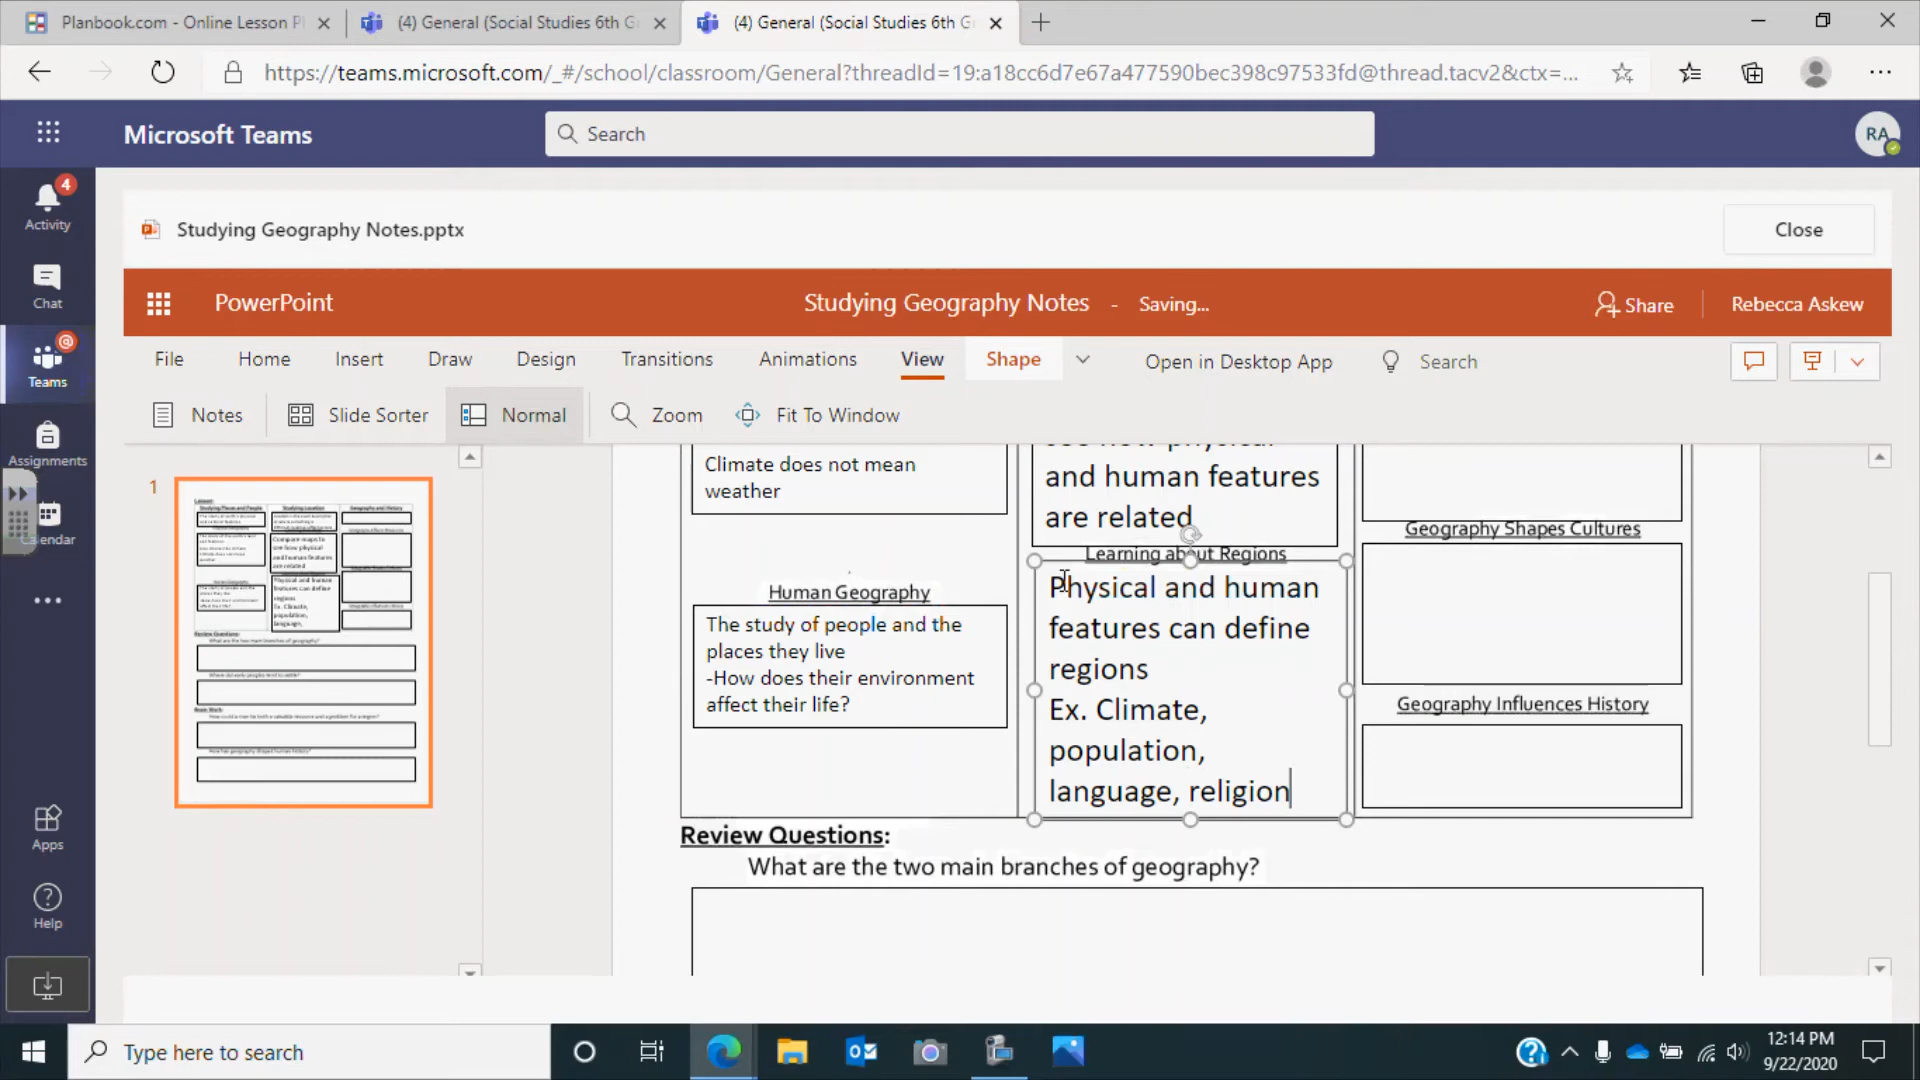 Planbook.com - Online Lesson Pl
(4) General (Social Studies 6th G
(4) General (Social Studies 6th G
https://teams.microsoft.com/_#/school/classroom/General?threadId=19:a18cc6d7e67a477590bec398c97533fd@thread.tacv2&ctx=...
Microsoft Teams
Search
RA
4
Activity
Chat
Teams
Assignments
endar
Apps
Help
Studying Geography Notes.pptx
Close
PowerPoint
Studying Geography Notes - Saving...
Share
Rebecca Askew
File Home Insert Draw Design Transitions Animations View Shape Open in Desktop App Search
Notes Slide Sorter Normal Zoom Fit To Window
1
Climate does not mean
weather
Human Geography
The study of people and the
places they live
-How does their environment
affect their life?
see how physical
and human features
are related
Learning about Regions
Physical and human
features can define
regions
Ex. Climate,
population,
language, religion
Geography Shapes Cultures
Geography Influences History
Review Questions:
What are the two main branches of geography?
Type here to search
12:14 PM
9/22/2020